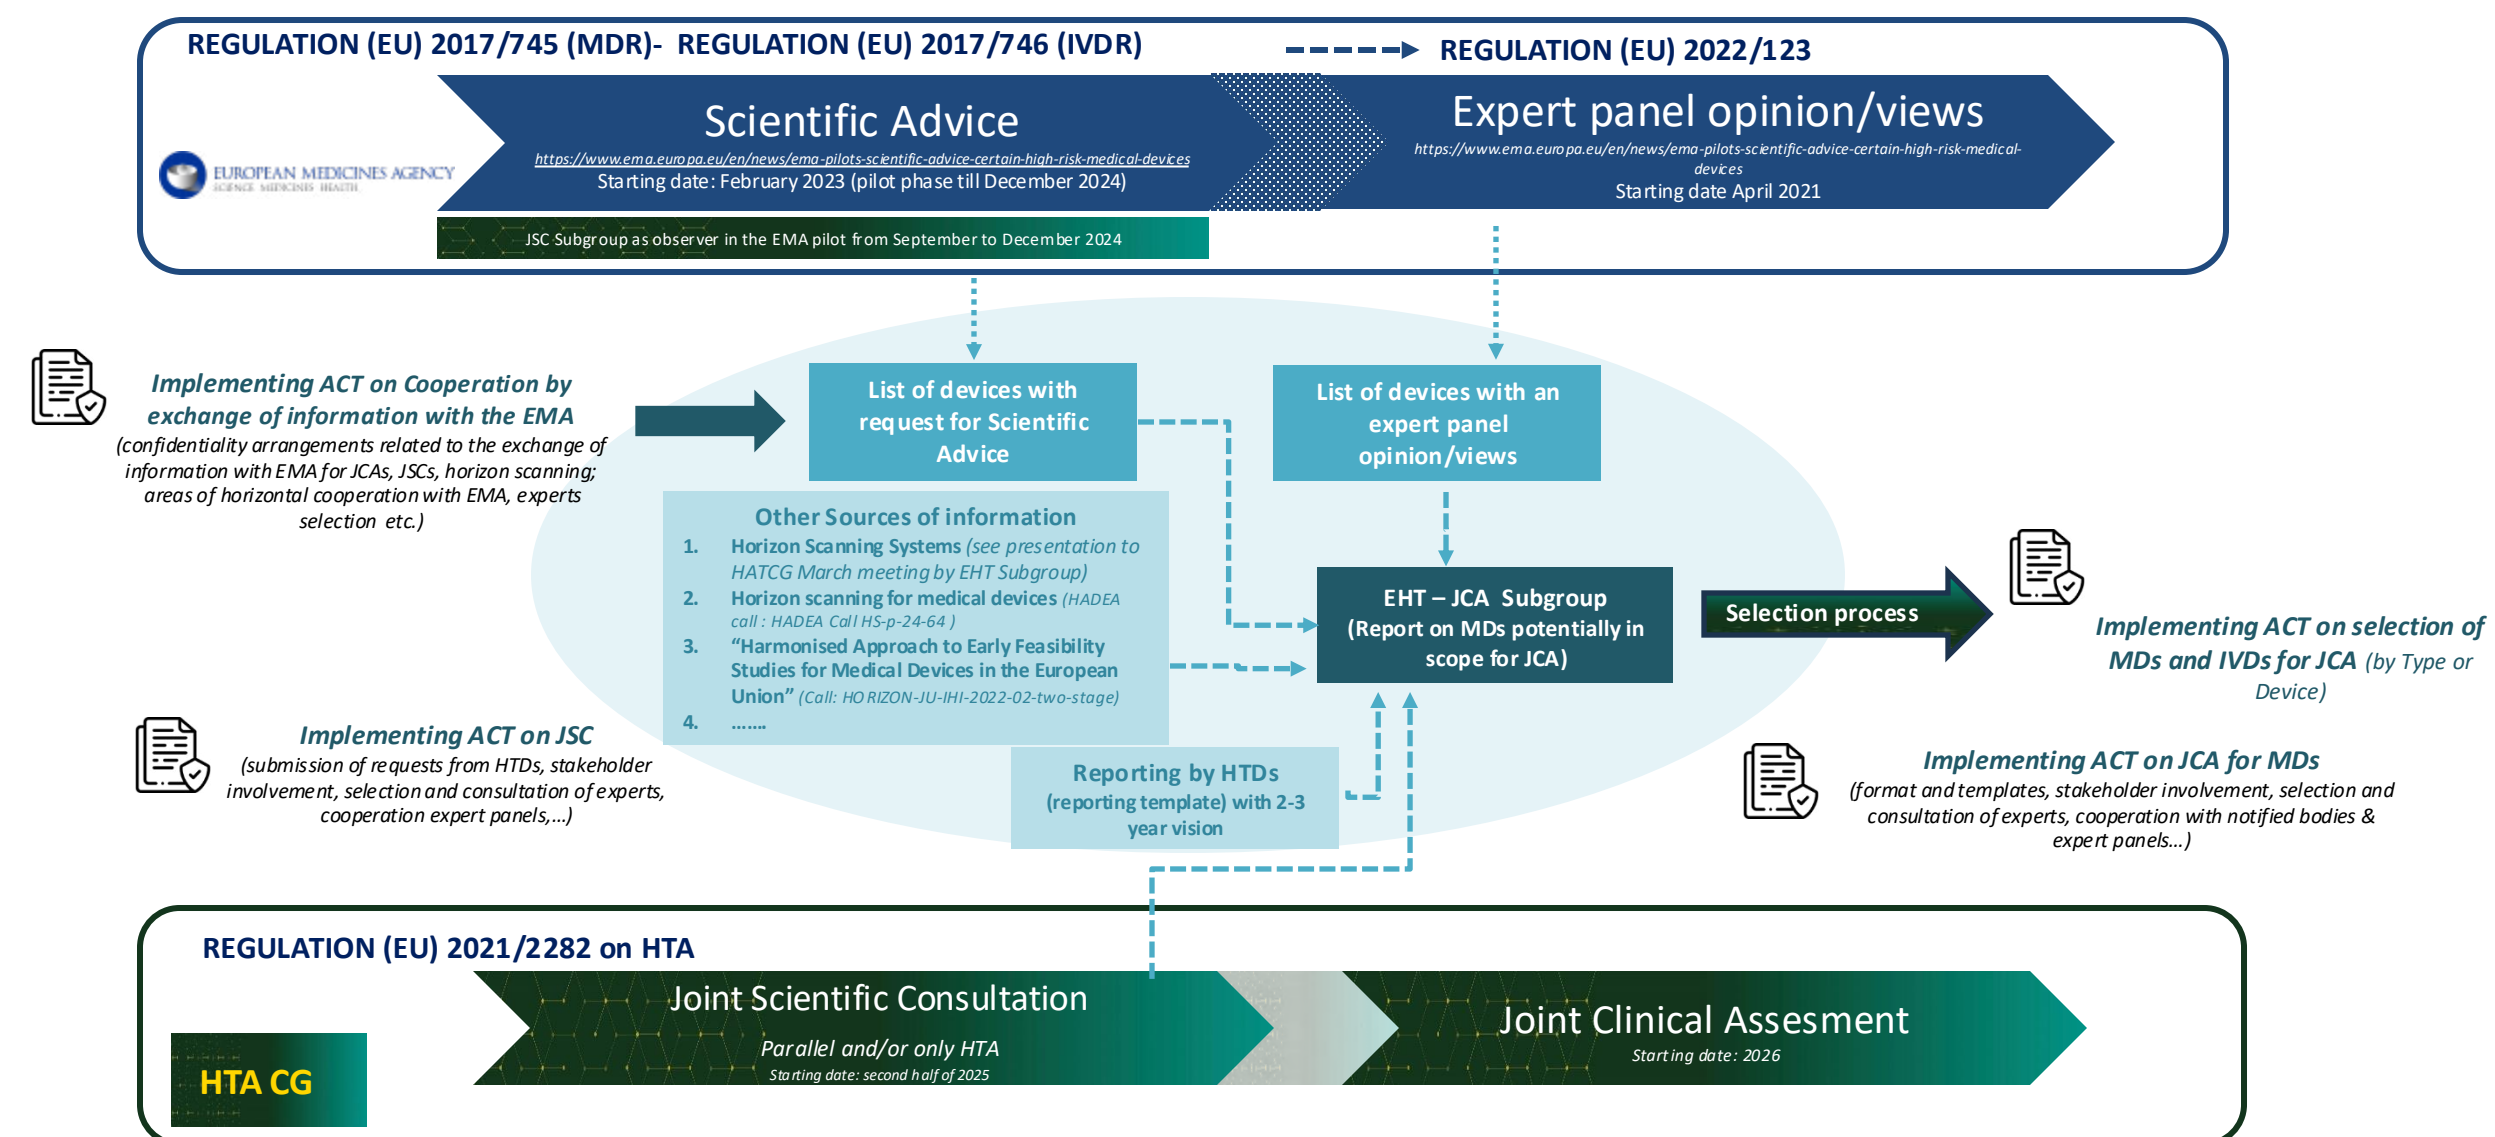 REGULATION (EU) 2017/745 (MDR)- REGULATION (EU) 2017/746 (IVDR)
REGULATION (EU) 2022/123
Scientific Advice
https://www.ema.europa.eu/en/news/ema-pilots-scientific-advice-certain-high-risk-medical-devices
Starting date: February 2023 (pilot phase till December 2024)
Expert panel opinion/views
https://www.ema.europa.eu/en/news/ema-pilots-scientific-advice-certain-high-risk-medical-
devices
Starting date April 2021
EUROPEAN MEDICINES AGENCY
SCIENCE MEDICINES HEALTH
JSC Subgroup as observer in the EMA pilot from September to December 2024
Implementing ACT on Cooperation by
exchange of information with the EMA
(confidentiality arrangements related to the exchange of
information with EMA for JCAs, JSCs, horizon scanning;
areas of horizontal cooperation with EMA, experts
selection etc.)
List of devices with
request for Scientific
Advice
List of devices with an
expert panel
opinion/views
Other Sources of information
1. Horizon Scanning Systems (see presentation to
HATCG March meeting by EHT Subgroup)
2. Horizon scanning for medical devices (HADEA
call : HADEA Call HS-p-24-64 )
3. “Harmonised Approach to Early Feasibility
Studies for Medical Devices in the European
Union” (Call: HORIZON-JU-IHI-2022-02-two-stage)
4. …….
EHT – JCA Subgroup
(Report on MDs potentially in
scope for JCA)
Selection process
Implementing ACT on selection of
MDs and IVDs for JCA (by Type or
Device)
Implementing ACT on JSC
(submission of requests from HTDs, stakeholder
involvement, selection and consultation of experts,
cooperation expert panels,…)
Reporting by HTDs
(reporting template) with 2-3
year vision
Implementing ACT on JCA for MDs
(format and templates, stakeholder involvement, selection and
consultation of experts, cooperation with notified bodies &
expert panels…)
REGULATION (EU) 2021/2282 on HTA
HTA CG
Joint Scientific Consultation
Parallel and/or only HTA
Starting date: second half of 2025
Joint Clinical Assesment
Starting date: 2026